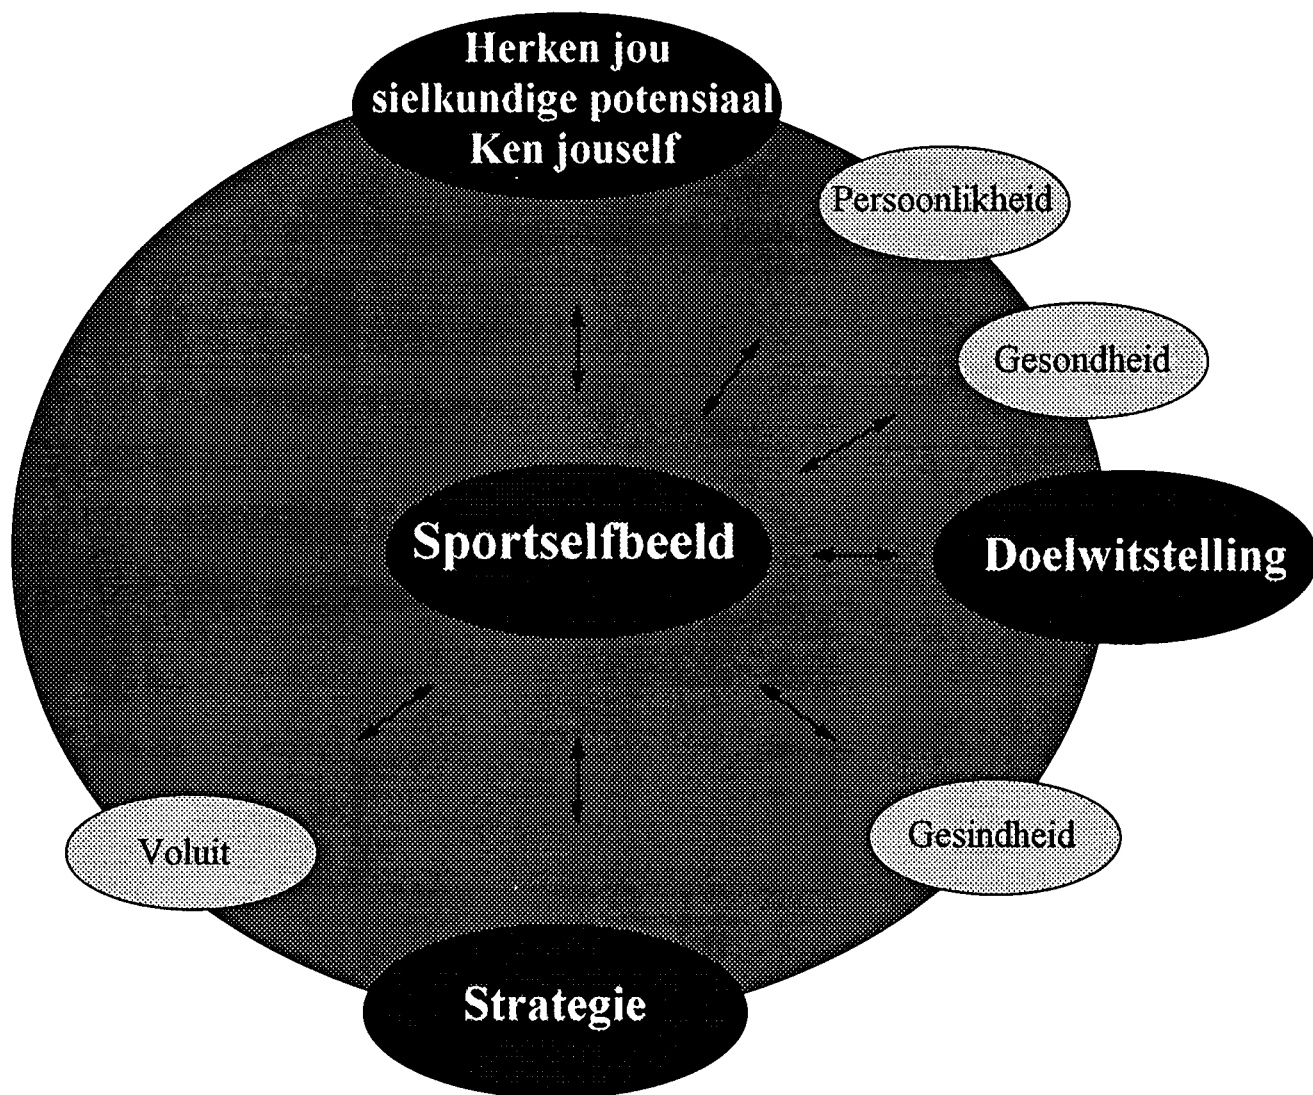 Herken jou
sielkundige potensiaal
Ken jouself
Persoonlikheid
Gesondheid
Sportselfbeeld
Doelwitstelling
Gesindheid
Voluit
Strategie